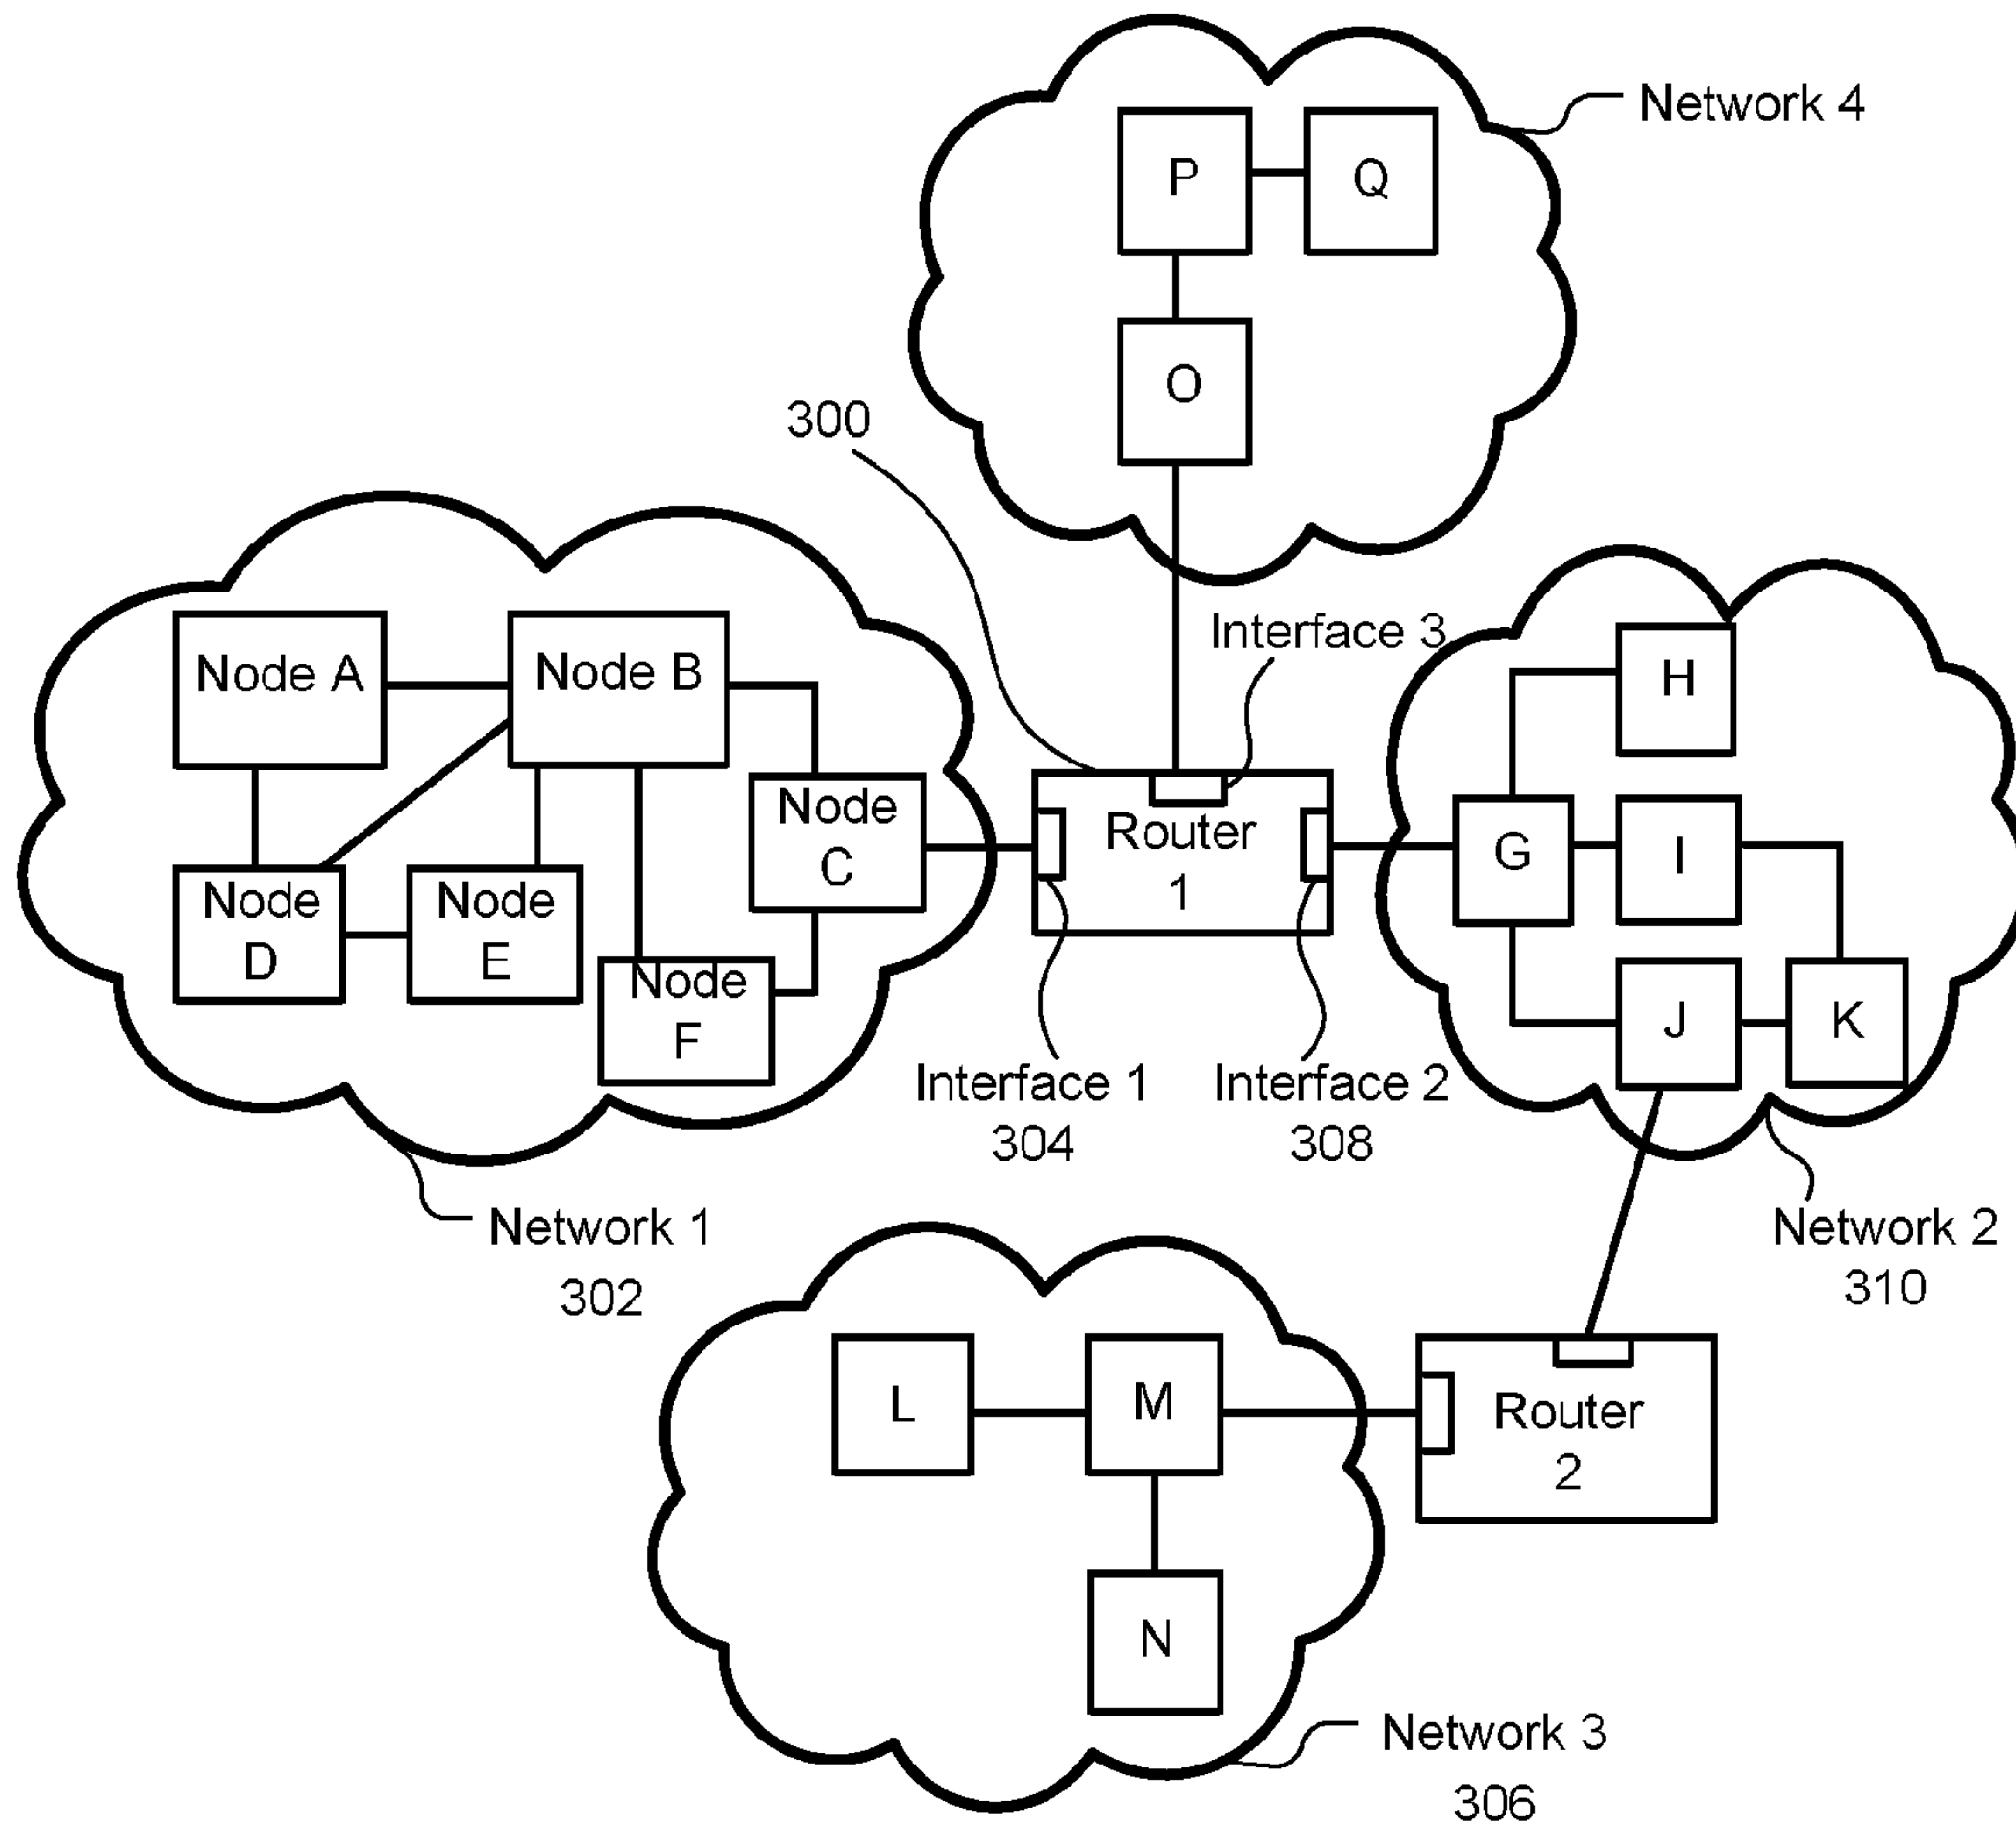 Network 4
P
Q
O
300
Interface 3
Node A
Node B
Node
C
Node
D
Node
E
Node
F
Router
1
H
G
I
J
K
Interface 1
304
Interface 2
308
Network 1
302
Network 2
310
L
M
N
Router
2
Network 3
306